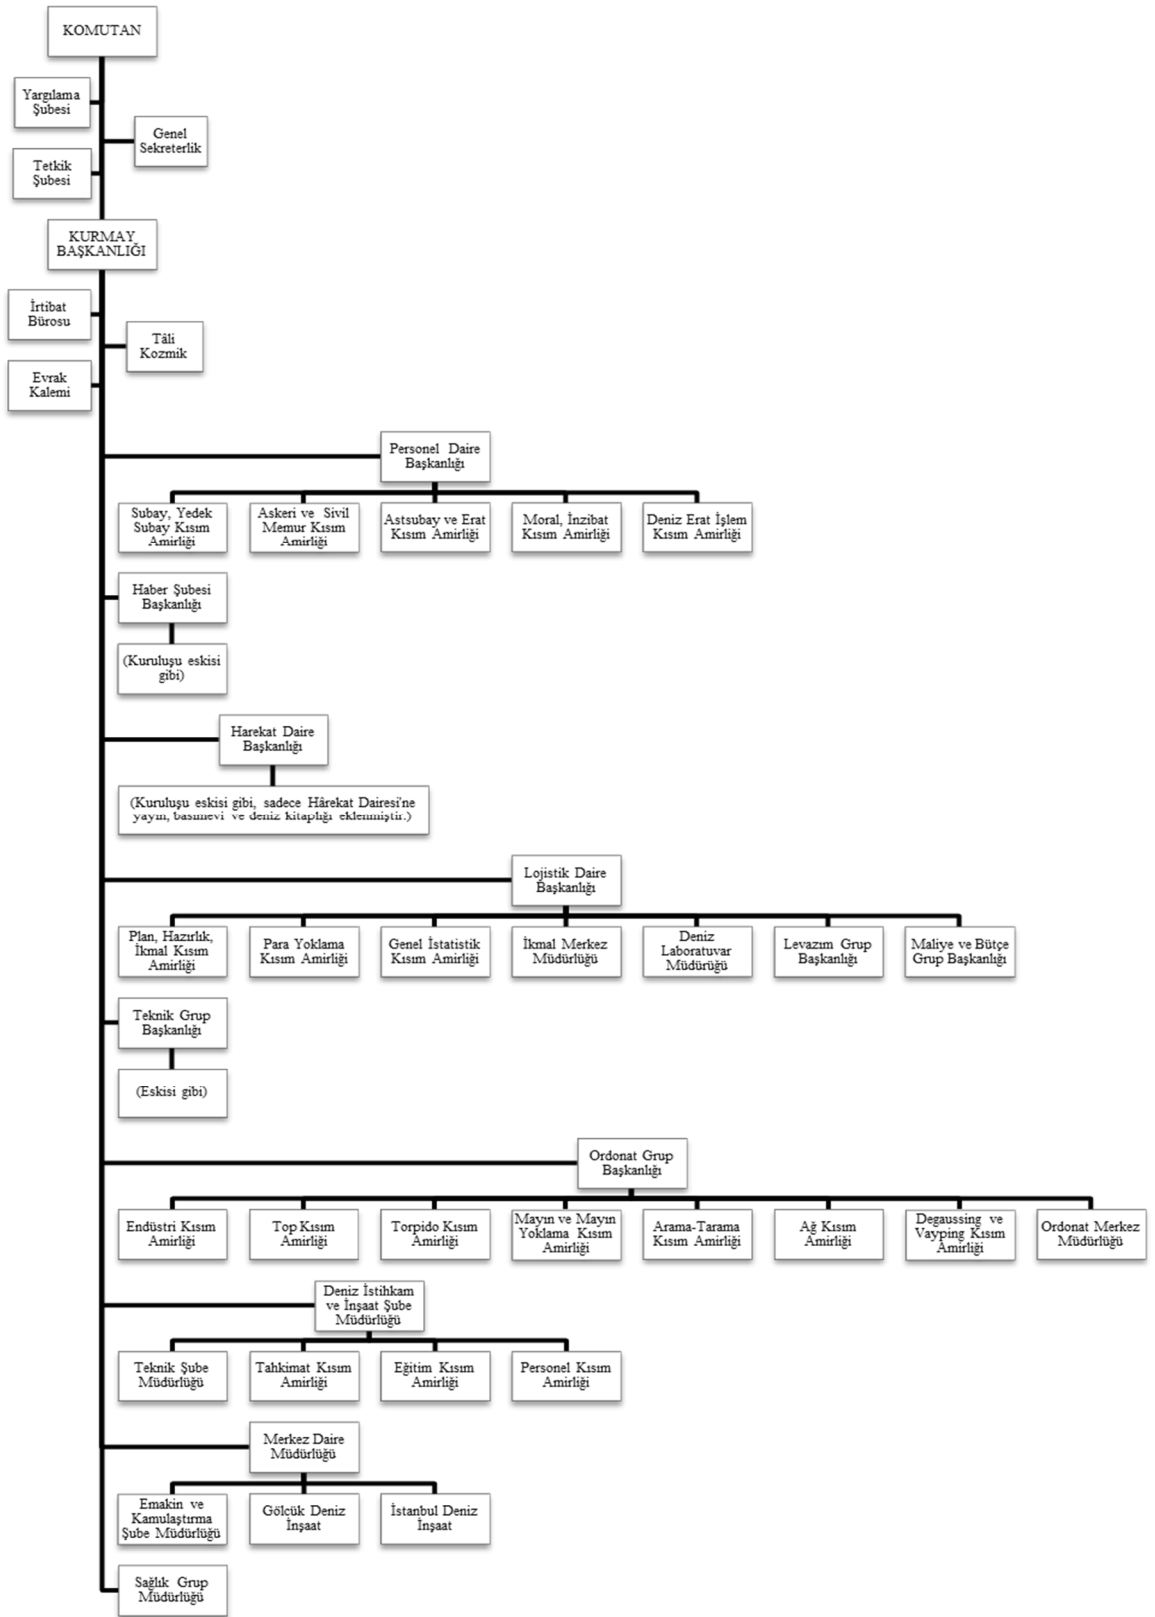 KOMUTAN
Yargılama
Şubesi
Genel
Sekreterlik
Tetkik
Şubesi
KURMAY
BAŞKANLIĞI
İrtibat
Bürosu
Tâli
Kozmik
Evrak
Kalemi
Personel Daire
Başkanlığı
Subay, Yedek
Subay Kısım
Amirliği
Askeri ve Sivil
Memur Kısım
Amirliği
Astsubay ve Erat
Kısım Amirliği
Moral, İnzibat
Kısım Amirliği
Deniz Erat İşlem
Kısım Amirliği
Haber Şubesi
Başkanlığı
(Kuruluşu eskisi
gibi)
Harekat Daire
Başkanlığı
(Kuruluşu eskisi gibi, sadece Hârekat Dairesi'ne
yayın, basımevi ve deniz kitaplığı eklenmiştir.)
Lojistik Daire
Başkanlığı
Plan, Hazırlık,
İkmal Kısım
Amirliği
Para Yoklama
Kısım Amirliği
Genel İstatistik
Kısım Amirliği
İkmal Merkez
Müdürlüğü
Deniz
Laboratuvar
Müdürüğü
Levazım Grup
Başkanlığı
Maliye ve Bütçe
Grup Başkanlığı
Teknik Grup
Başkanlığı
(Eskisi gibi)
Ordonat Grup
Başkanlığı
Endüstri Kısım
Amirliği
Top Kısım
Amirliği
Torpido Kısım
Amirliği
Mayın ve Mayın
Yoklama Kısım
Amirliği
Arama-Tarama
Kısım Amirliği
Ağ Kısım
Amirliği
Degaussing ve
Vayping Kısım
Amirliği
Ordonat Merkez
Müdürlüğü
Deniz İstihkam
ve İnşaat Şube
Müdürlüğü
Teknik Şube
Müdürlüğü
Tahkimat Kısım
Amirliği
Eğitim Kısım
Amirliği
Personel Kısım
Amirliği
Merkez Daire
Müdürlüğü
Emakin ve
Kamulaştırma
Şube Müdürlüğü
Gölcük Deniz
İnşaat
İstanbul Deniz
İnşaat
Sağlık Grup
Müdürlüğü